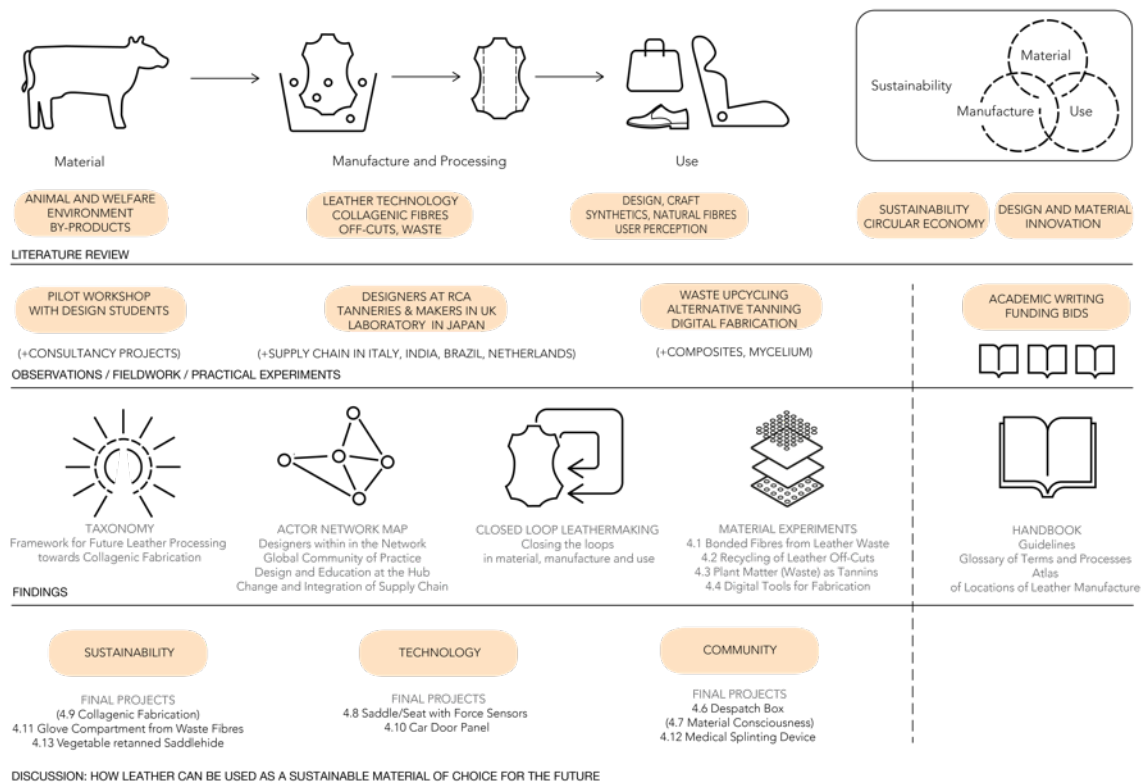 Material
Manufacture and Processing
Use
Sustainability
Material
Manufacture
Use
ANIMAL AND WELFARE
ENVIRONMENT
BY-PRODUCTS
LEATHER TECHNOLOGY
COLLAGENIC FIBRES
OFF-CUTS, WASTE
DESIGN, CRAFT
SYNTHETICS, NATURAL FIBRES
USER PERCEPTION
SUSTAINABILITY
CIRCULAR ECONOMY
DESIGN AND MATERIAL
INNOVATION
LITERATURE REVIEW
PILOT WORKSHOP
WITH DESIGN STUDENTS
DESIGNERS AT RCA
TANNERIES & MAKERS IN UK
LABORATORY IN JAPAN
WASTE UPCYCLING
ALTERNATIVE TANNING
DIGITAL FABRICATION
ACADEMIC WRITING
FUNDING BIDS
(+CONSULTANCY PROJECTS)
(+SUPPLY CHAIN IN ITALY, INDIA, BRAZIL, NETHERLANDS)
(+COMPOSITES, MYCELIUM)
OBSERVATIONS / FIELDWORK / PRACTICAL EXPERIMENTS
TAXONOMY
Framework for Future Leather Processing
towards Collagenic Fabrication
ACTOR NETWORK MAP
Designers within in the Network
Global Community of Practice
Design and Education at the Hub
Change and Integration of Supply Chain
CLOSED LOOP LEATHERMAKING
Closing the loops
in material, manufacture and use
MATERIAL EXPERIMENTS
4.1 Bonded Fibres from Leather Waste
4.2 Recycling of Leather Off-Cuts
4.3 Plant Matter (Waste) as Tannins
4.4 Digital Tools for Fabrication
HANDBOOK
Guidelines
Glossary of Terms and Processes
Atlas
of Locations of Leather Manufacture
FINDINGS
SUSTAINABILITY
FINAL PROJECTS
(4.9 Collagenic Fabrication)
4.11 Glove Compartment from Waste Fibres
4.13 Vegetable retanned Saddlehide
TECHNOLOGY
FINAL PROJECTS
4.8 Saddle/Seat with Force Sensors
4.10 Car Door Panel
COMMUNITY
FINAL PROJECTS
4.6 Despatch Box
(4.7 Material Consciousness)
4.12 Medical Splinting Device
DISCUSSION: HOW LEATHER CAN BE USED AS A SUSTAINABLE MATERIAL OF CHOICE FOR THE FUTURE